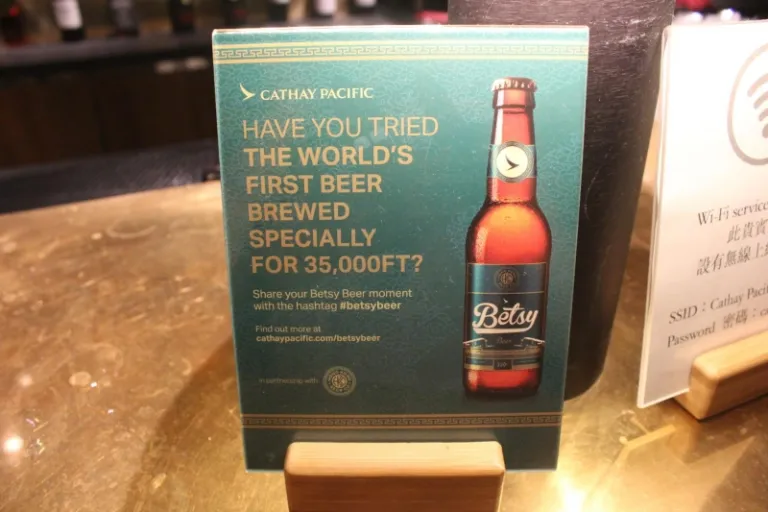 CATHAY PACIFIC
HAVE YOU TRIED
THE WORLD'S
FIRST BEER
BREWED
SPECIALLY
FOR 35,000FT?
Share your Betsy Beer moment
with the hashtag #betsybeer
Find out more at
cathaypacific.com/betsybeer
In partnership with
Betsy
Beer
Wi-Fi service
此貴賓
設有無線上
SSID：Cathay Pacif
Password 密碼：c